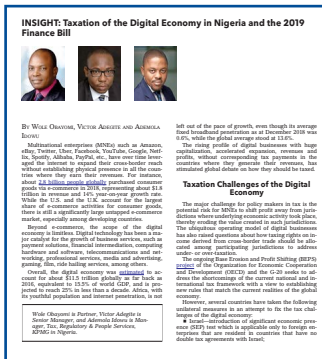 INSIGHT: Taxation of the Digital Economy in Nigeria and the 2019
Finance Bill
BY WOLE OBAYOMI, VICTOR ADEGITE AND ADEMOLA
IDOWU
Multinational enterprises (MNEs) such as Amazon,
eBay, Twitter, Uber, Facebook, YouTube, Google, Net-
flix, Spotify, Alibaba, PayPal, etc., have over time lever-
aged the internet to expand their cross-border reach
without establishing physical presence in all the coun-
tries where they earn their revenues. For instance,
about 2.8 billion people globally purchased consumer
goods via e-commerce in 2018, representing about $1.8
trillion in revenue and 14% year-on-year growth rate.
While the U.S. and the U.K. account for the largest
share of e-commerce activities for consumer goods,
there is still a significantly large untapped e-commerce
market, especially among developing countries.
Beyond e-commerce, the scope of the digital
economy is limitless. Digital technology has been a ma-
jor catalyst for the growth of business services, such as
payment solutions, financial intermediation, computing
hardware and software, telecommunications and net-
working, professional services, media and advertising,
gaming, film, ride hailing services, among others.
Overall, the digital economy was estimated to ac-
count for about $11.5 trillion globally as far back as
2016, equivalent to 15.5% of world GDP, and is pro-
jected to reach 25% in less than a decade. Africa, with
its youthful population and internet penetration, is not
Wole Obayomi is Partner, Victor Adegite is
Senior Manager, and Ademola Idowu is Man-
ager, Tax, Regulatory & People Services,
KPMG in Nigeria.
left out of the pace of growth, even though its average
fixed broadband penetration as at December 2018 was
0.6%, while the global average stood at 13.6%.
The rising profile of digital businesses with huge
capitalization, accelerated expansion, revenues and
profits, without corresponding tax payments in the
countries where they generate their revenues, has
stimulated global debate on how they should be taxed.
Taxation Challenges of the Digital
Economy
The major challenge for policy makers in tax is the
potential risk for MNEs to shift profit away from juris-
dictions where underlying economic activity took place,
thereby eroding the value created in such jurisdictions.
The ubiquitous operating model of digital businesses
has also raised questions about how taxing rights on in-
come derived from cross-border trade should be allo-
cated among participating jurisdictions to address
under- or over-taxation.
The ongoing Base Erosion and Profit Shifting (BEPS)
project of the Organization for Economic Cooperation
and Development (OECD) and the G-20 seeks to ad-
dress the shortcomings of the current national and in-
ternational tax framework with a view to establishing
new rules that match the current realities of the global
economy.
However, several countries have taken the following
unilateral measures in an attempt to fix the tax chal-
lenge of the digital economy:
★ Israel—introduction of significant economic pres-
ence (SEP) test which is applicable only to foreign en-
terprises that are resident in countries that have no
double tax agreements with Israel;